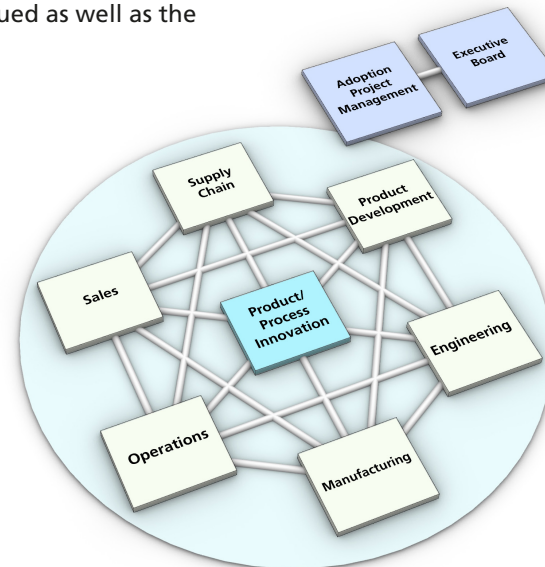 ued as well as the
Executive
Board
Adoption
Project
Management
Supply
Chain
Product
Development
Sales
Product/
Process
Innovation
Engineering
Operations
Manufacturing